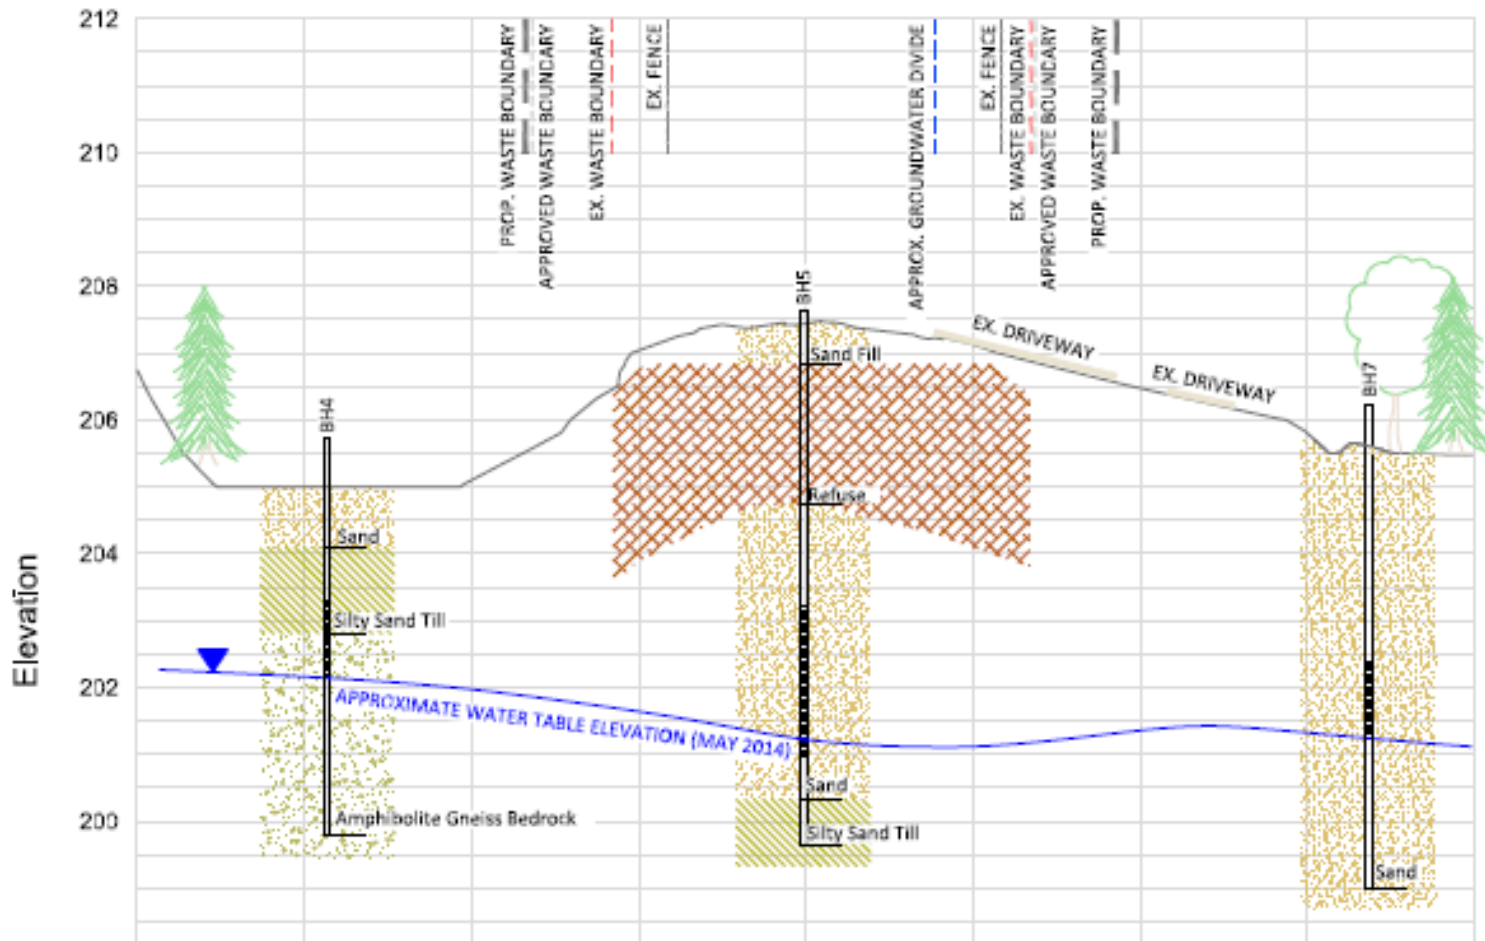 212
210
208
206
204
202
200
Elevation
PROP. WASTE BOUNDARY
APPROVED WASTE BOUNDARY
EX. WASTE BOUNDARY
EX. FENCE
APPROX. GROUNDWATER DIVIDE
EX. FENCE
EX. WASTE BOUNDARY
APPROVED WASTE BOUNDARY
PROP. WASTE BOUNDARY
BH4
BH5
BH7
EX. DRIVEWAY
EX. DRIVEWAY
Sand Fill
Refuse
Sand
Silty Sand Till
APPROXIMATE WATER TABLE ELEVATION (MAY 2014)
Amphibolite Gneiss Bedrock
Sand
Silty Sand Till
Sand